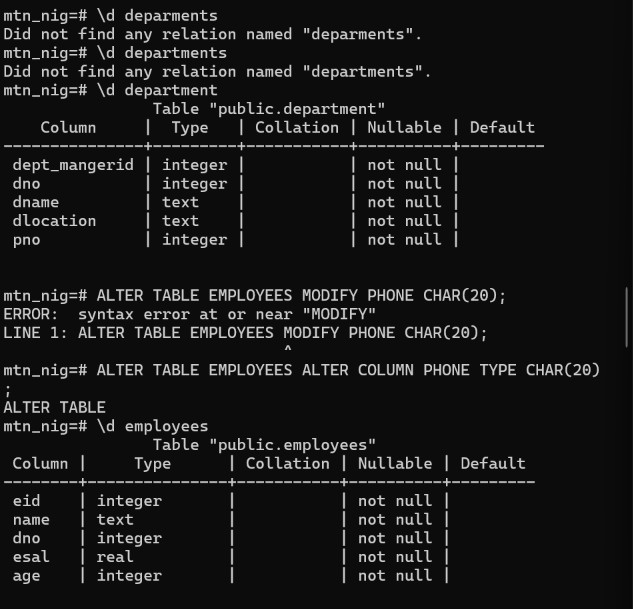 mtn_nig=# \d deparments
Did not find any relation named "deparments".
mtn_nig=# \d departments
Did not find any relation named "departments".
mtn_nig=# \d department
                Table "public.department"
    Column     |  Type   | Collation | Nullable | Default
---------------+---------+-----------+----------+---------
 dept_mangerid | integer |           | not null |
 dno           | integer |           | not null |
 dname         | text    |           | not null |
 dlocation     | text    |           | not null |
 pno           | integer |           | not null |
mtn_nig=# ALTER TABLE EMPLOYEES MODIFY PHONE CHAR(20);
ERROR:  syntax error at or near "MODIFY"
LINE 1: ALTER TABLE EMPLOYEES MODIFY PHONE CHAR(20);
                              ^
mtn_nig=# ALTER TABLE EMPLOYEES ALTER COLUMN PHONE TYPE CHAR(20)
;
ALTER TABLE
mtn_nig=# \d employees
                Table "public.employees"
 Column |     Type      | Collation | Nullable | Default
--------+---------------+-----------+----------+---------
 eid    | integer       |           | not null |
 name   | text          |           | not null |
 dno    | integer       |           | not null |
 esal   | real          |           | not null |
 age    | integer       |           | not null |